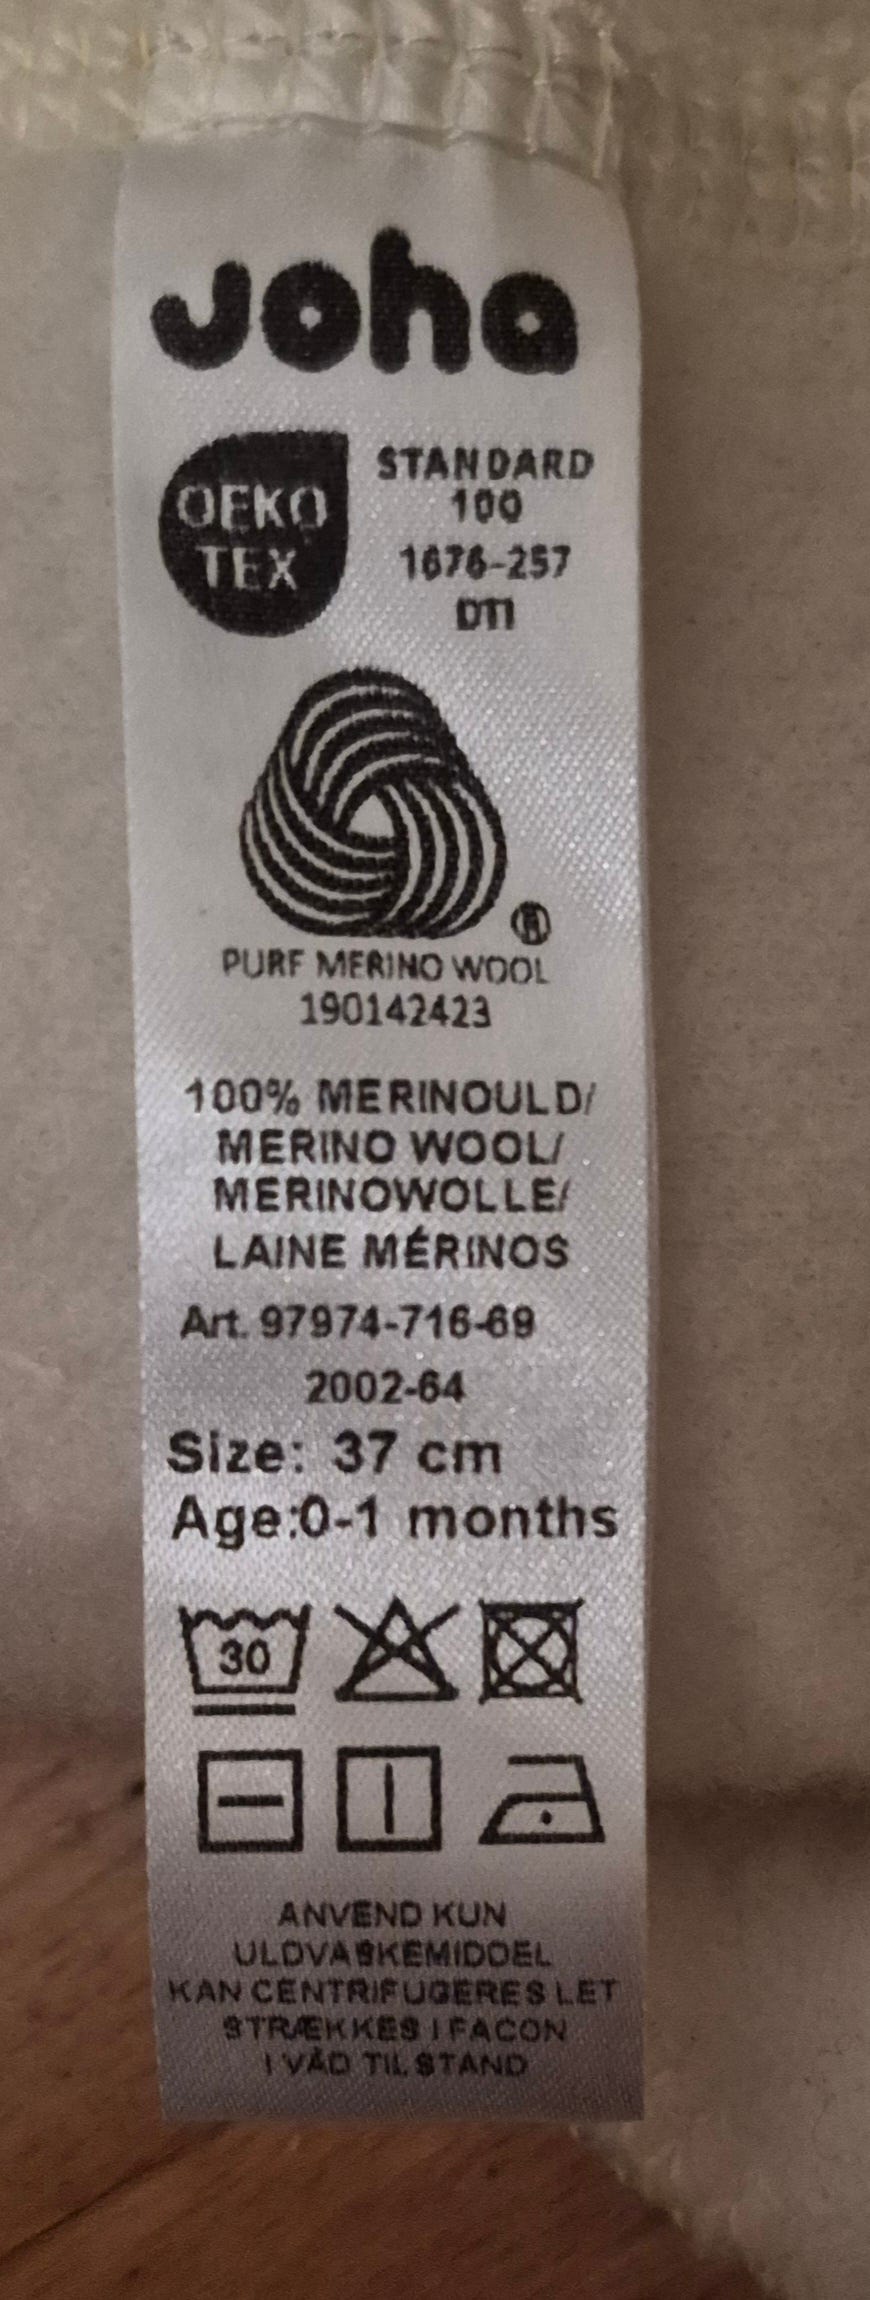 Joha
OEKO
TEX
STANDARD
100
1676-257
DTI
®
PURE MERINO WOOL
190142423
100% MERINOULD/
MERINO WOOL/
MERINOWOLLE/
LAINE MÉRINOS
Art. 97974-716-69
2002-64
Size: 37 cm
Age:0-1 months
30
ANVEND KUN
ULDVASKEMIDDEL
KAN CENTRIFUGERES LET
STRÆKKES I FACON
I VÅD TILSTAND